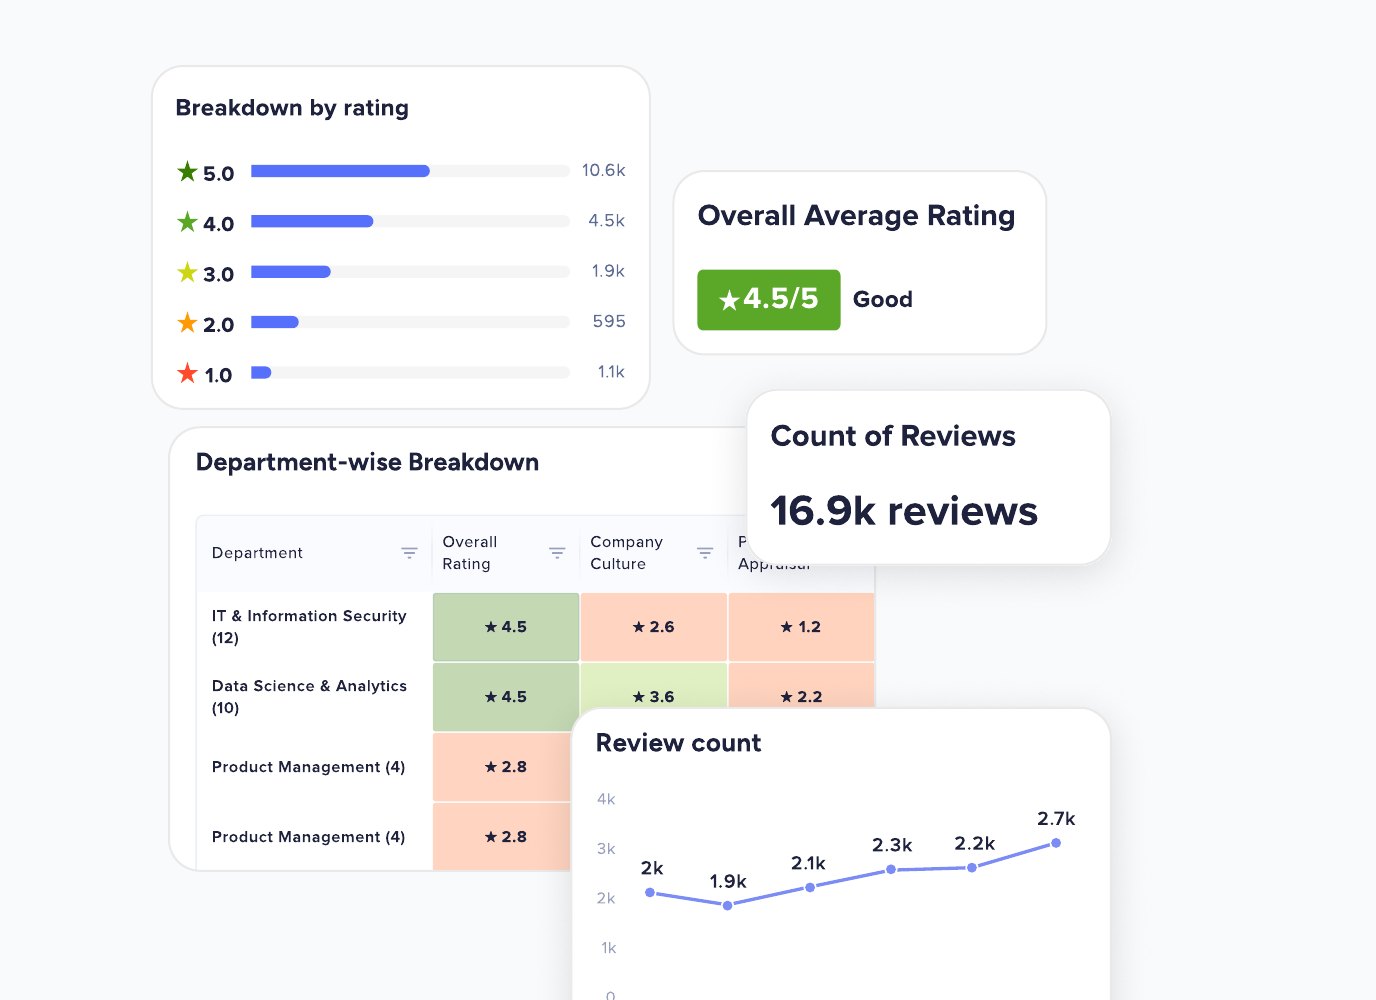 Breakdown by rating
5.0 10.6k
4.0 4.5k
3.0 1.9k
2.0 595
1.0 1.1k
Overall Average Rating
4.5/5 Good
Count of Reviews
16.9k reviews
Department-wise Breakdown
Department
Overall
Rating
Company
Culture
P
Appraisal
IT & Information Security
(12)
4.5 2.6 1.2
Data Science & Analytics
(10)
4.5 3.6 2.2
Product Management (4) 2.8
Product Management (4) 2.8
Review count
4k
3k
2k
1k
0
2k
1.9k
2.1k
2.3k
2.2k
2.7k